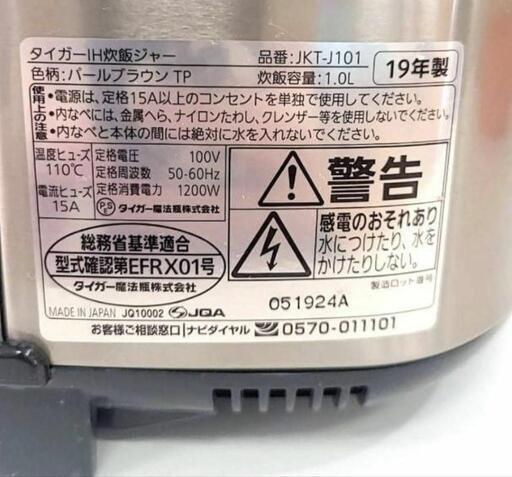 タイガーIH炊飯ジャー 品番:JKT-J101
色柄:パールブラウン TP 炊飯容量:1.0L 19年製
使用上の注意
●電源は、定格15A以上のコンセントを単独で使用してください。
●内なべには、金属へら、ナイロンたわし、クレンザー等を使用しないでください。
●内なべと本体の間には絶対に水を入れないでください。
温度ヒューズ 110℃
電流ヒューズ 15A
定格電圧 100V
定格周波数 50-60Hz
定格消費電力 1200W
PS タイガー魔法瓶株式会社
警告
感電のおそれあり
水につけたり、水を
かけたりしない。
総務省基準適合
型式確認第EFRX01号
タイガー魔法瓶株式会社
製造ロット番号
051924A
MADE IN JAPAN JQ10002 JQA
お客様ご相談窓口 ナビダイヤル 0570-011101